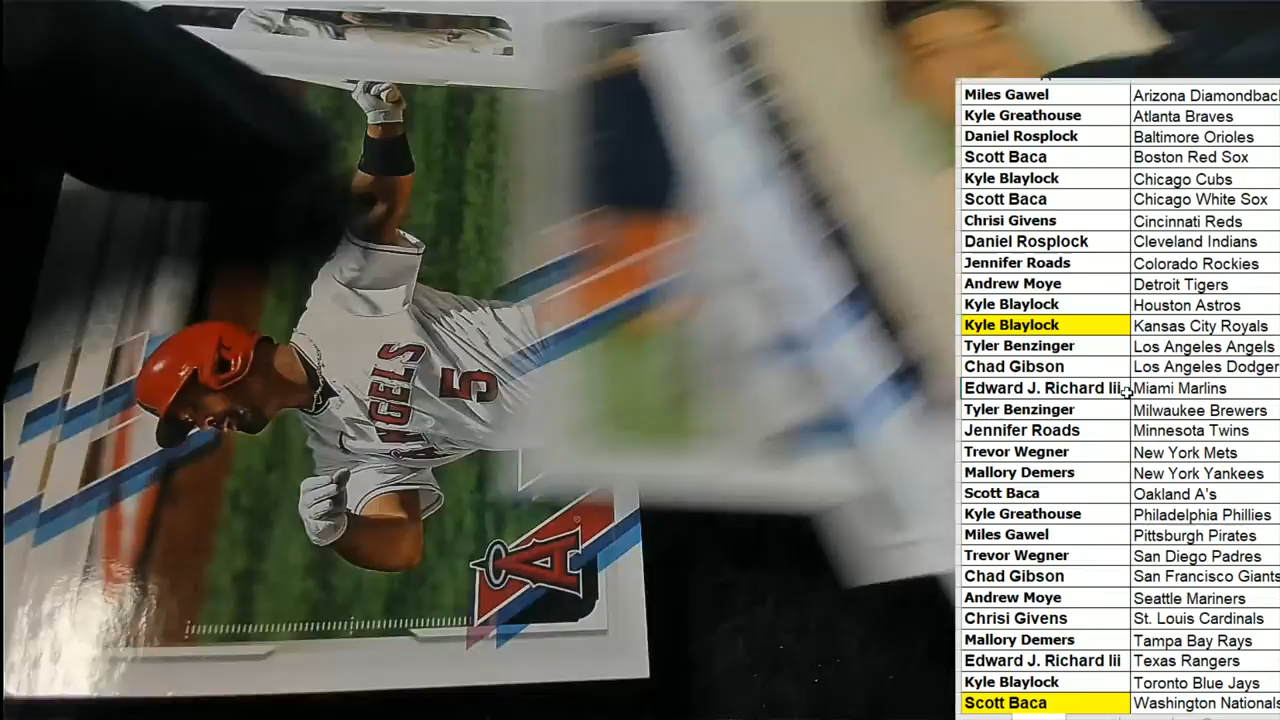 ANGELS
5
A
Miles Gawel Arizona Diamondbac
Kyle Greathouse Atlanta Braves
Daniel Rosplock Baltimore Orioles
Scott Baca Boston Red Sox
Kyle Blaylock Chicago Cubs
Scott Baca Chicago White Sox
Chrisi Givens Cincinnati Reds
Daniel Rosplock Cleveland Indians
Jennifer Roads Colorado Rockies
Andrew Moye Detroit Tigers
Kyle Blaylock Houston Astros
Kyle Blaylock Kansas City Royals
Tyler Benzinger Los Angeles Angels
Chad Gibson Los Angeles Dodger
Edward J. Richard Iii Miami Marlins
Tyler Benzinger Milwaukee Brewers
Jennifer Roads Minnesota Twins
Trevor Wegner New York Mets
Mallory Demers New York Yankees
Scott Baca Oakland A's
Kyle Greathouse Philadelphia Phillies
Miles Gawel Pittsburgh Pirates
Trevor Wegner San Diego Padres
Chad Gibson San Francisco Giants
Andrew Moye Seattle Mariners
Chrisi Givens St. Louis Cardinals
Mallory Demers Tampa Bay Rays
Edward J. Richard Iii Texas Rangers
Kyle Blaylock Toronto Blue Jays
Scott Baca Washington Nationals